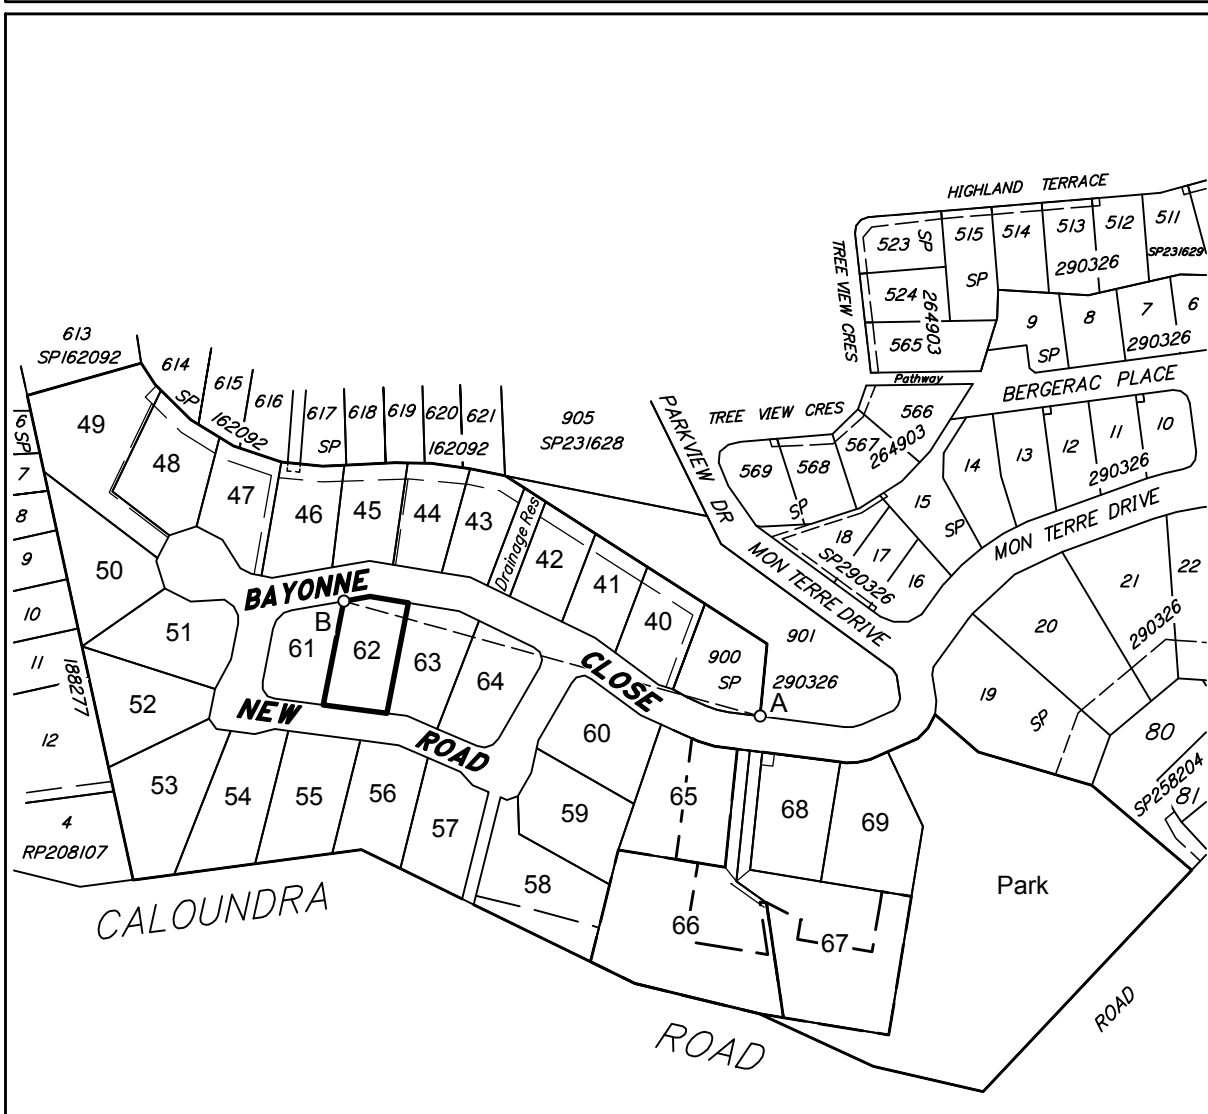 HIGHLAND TERRACE
TREE VIEW CRES
523
SP
515
514
513
512
511
SP231629
524
SP
290326
264903
565
9
8
7
6
SP
290326
Pathway
BERGERAC PLACE
613
SP162092
614
SP
615
616
162092
617
SP
618
619
620
621
162092
905
SP231628
PARKVIEW DR
TREE VIEW CRES
566
567
264903
569
568
SP
14
13
12
11
10
290326
15
SP
18
17
16
SP290326
MON TERRE DRIVE
MON TERRE DRIVE
6
SP
7
8
9
10
11
188277
12
4
RP208107
49
48
47
46
45
44
43
Drainage Res
42
41
40
900
SP
901
290326
50
51
52
53
BAYONNE
CLOSE
B
A
61
62
63
64
NEW
ROAD
60
59
58
54
55
56
57
65
66
67
68
69
19
SP
20
21
22
290326
80
SP258204
81
Park
CALOUNDRA
ROAD
ROAD